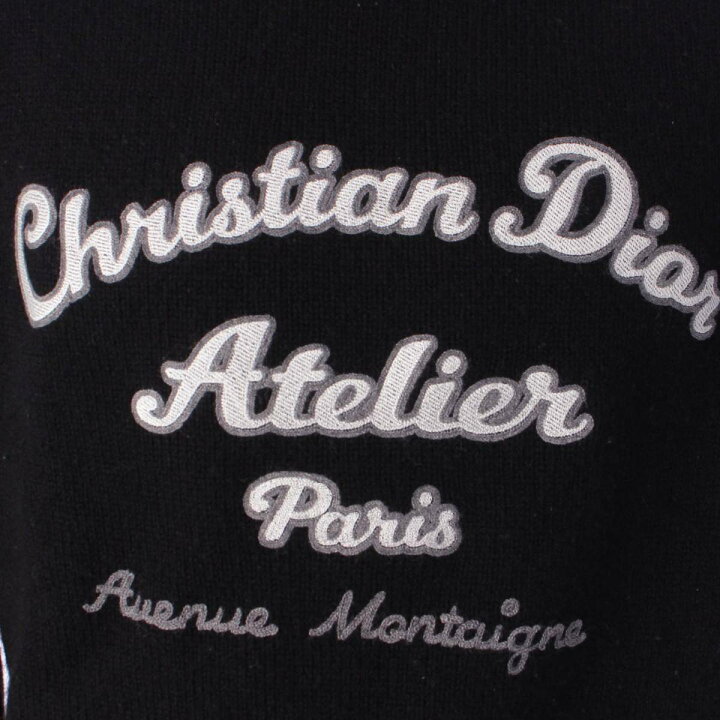 Christian Dior
Atelier
Paris
Avenue Montaigne